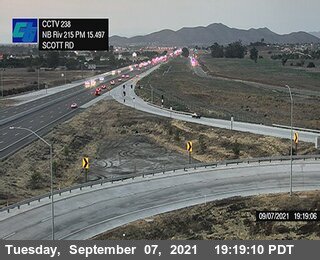 CCTV 238
NB Riv 215 PM 15.497
SCOTT RD
09/07/2021 19:19:06
Tuesday, September 07, 2021 19:19:10 PDT